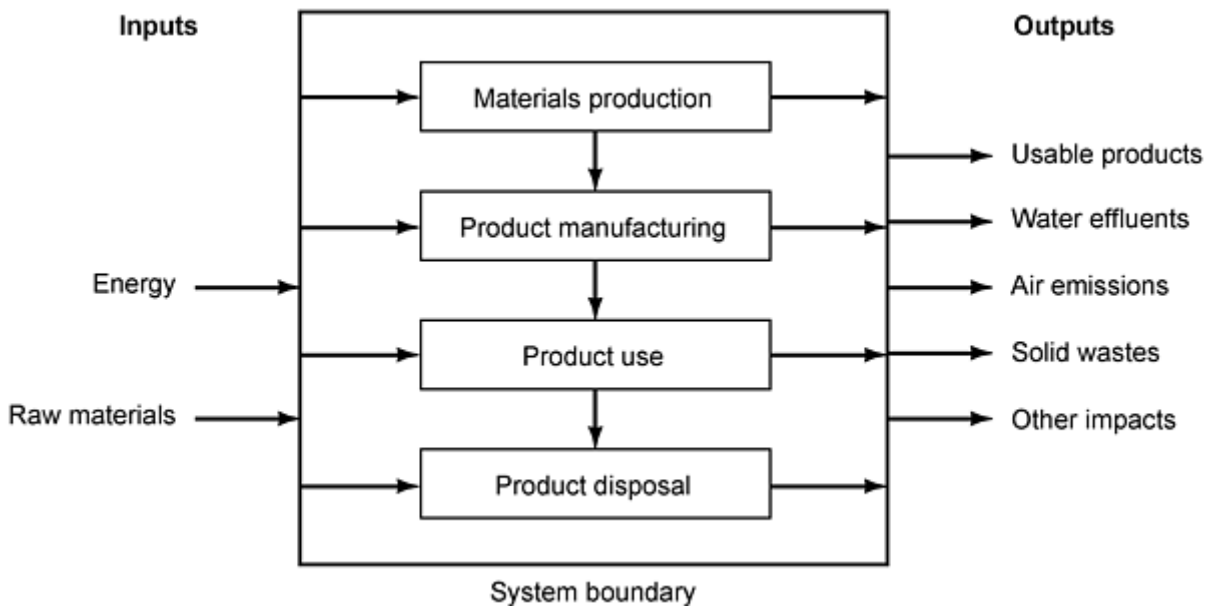 Inputs
Outputs
Materials production
Usable products
Product manufacturing
Water effluents
Energy
Air emissions
Product use
Solid wastes
Raw materials
Other impacts
Product disposal
System boundary